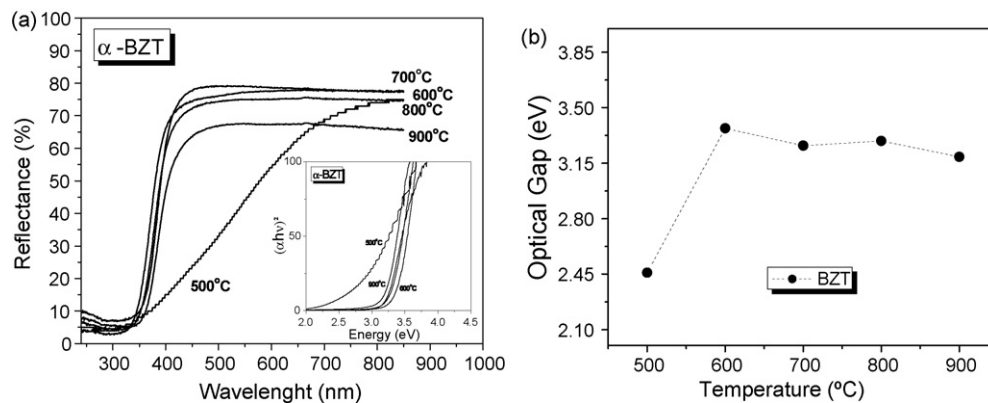 (a)
α -BZT
Reflectance (%)
100
90
80
70
60
50
40
30
20
10
0
700°C
600°C
800°C
900°C
500°C
300 400 500 600 700 800 900 1000
Wavelenght (nm)
α-BZT
(αhν)²
100
50
0
500°C
900°C
600°C
2.0 2.5 3.0 3.5 4.0 4.5
Energy (eV)
(b)
Optical Gap (eV)
3.85
3.50
3.15
2.80
2.45
2.10
BZT
500 600 700 800 900
Temperature (ºC)